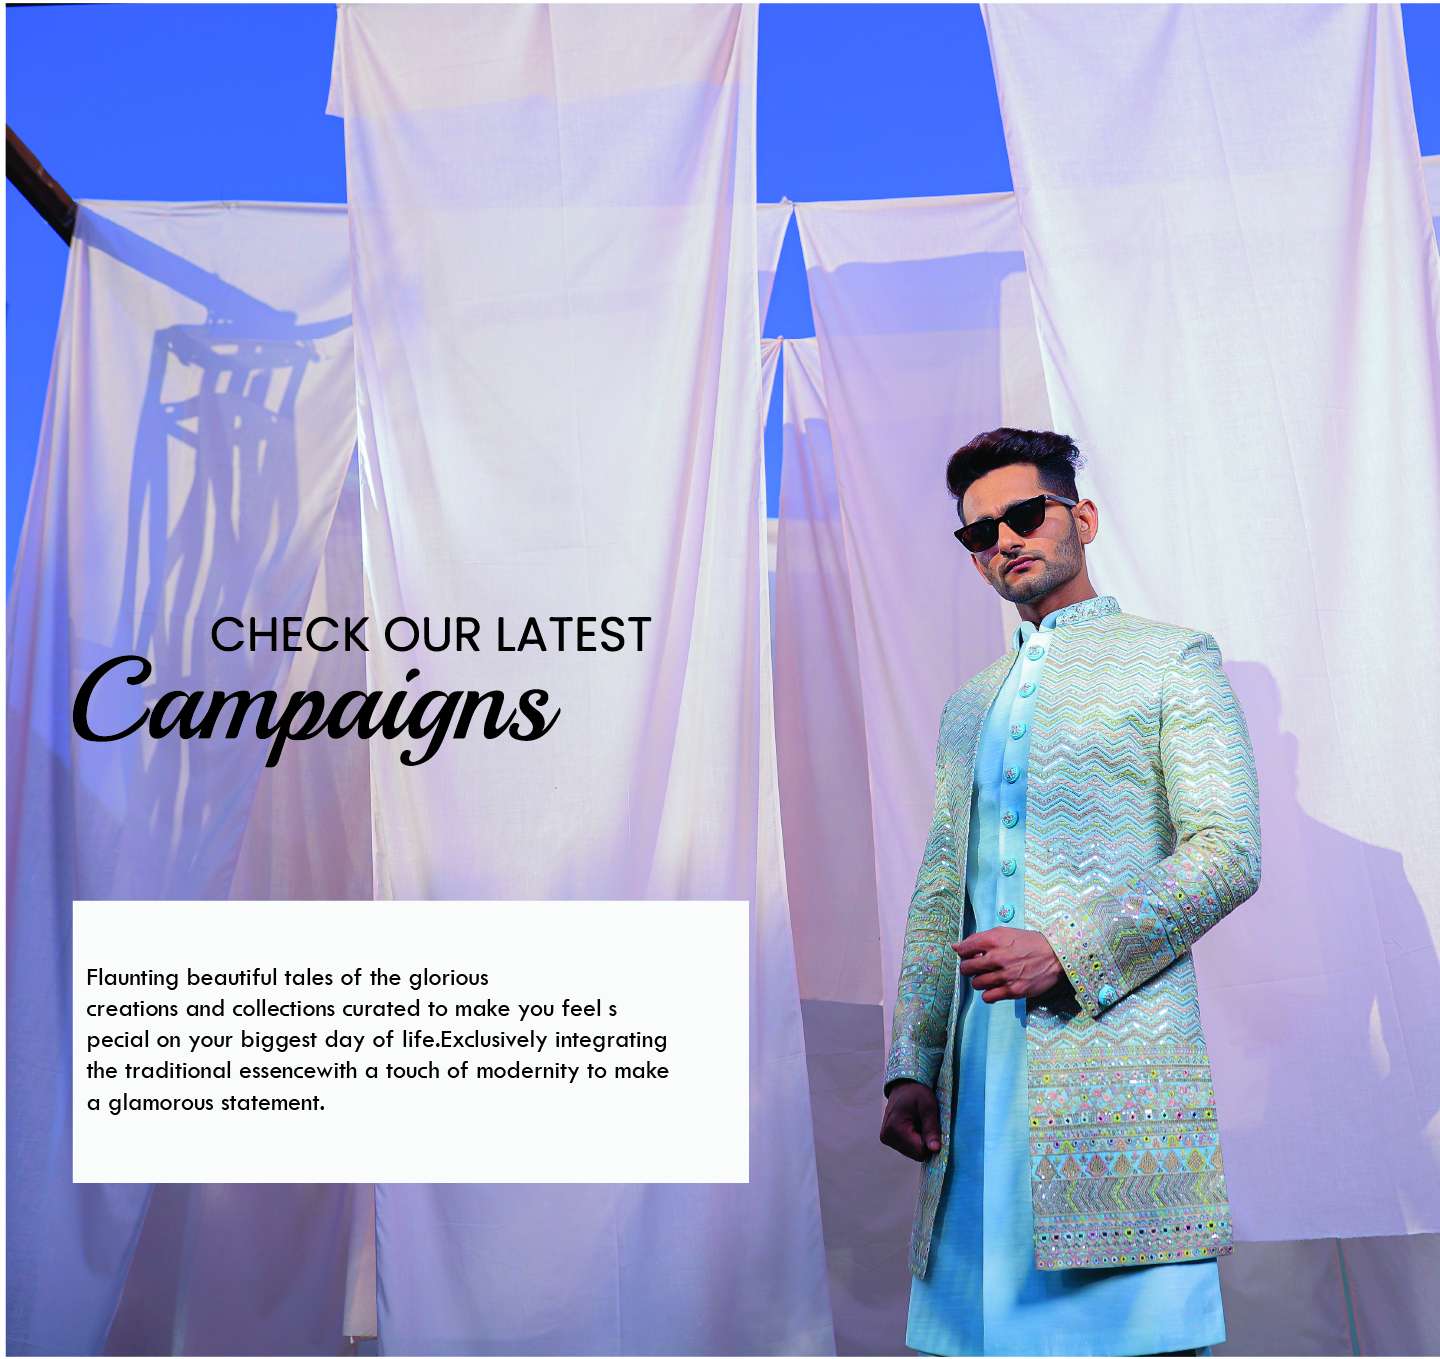 CHECK OUR LATEST
Campaigns
Flaunting beautiful tales of the glorious
creations and collections curated to make you feel s
pecial on your biggest day of life.Exclusively integrating
the traditional essencewith a touch of modernity to make
a glamorous statement.